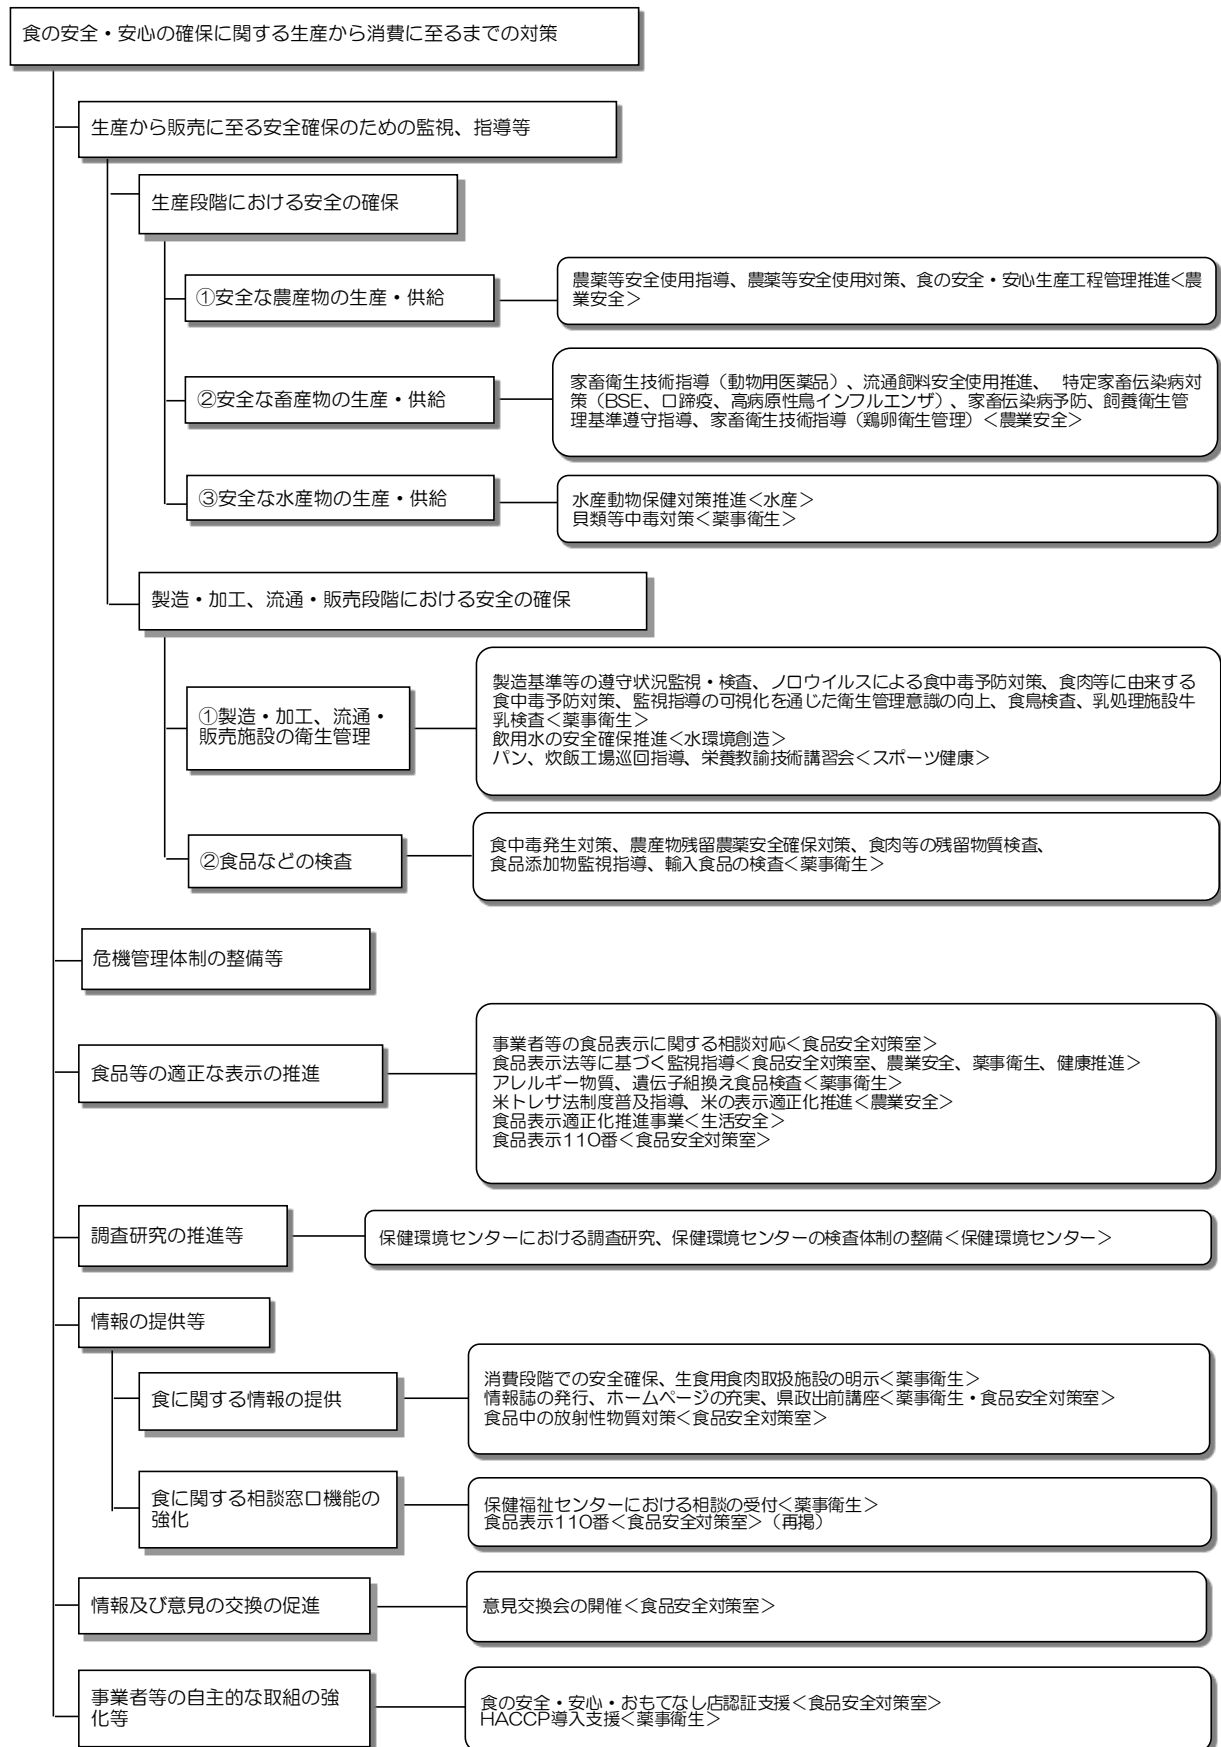 食の安全・安心の確保に関する生産から消費に至るまでの対策
生産から販売に至る安全確保のための監視、指導等
生産段階における安全の確保
①安全な農産物の生産・供給
農薬等安全使用指導、農薬等安全使用対策、食の安全・安心生産工程管理推進<農
業安全>
②安全な畜産物の生産・供給
家畜衛生技術指導（動物用医薬品）、流通飼料安全使用推進、　特定家畜伝染病対
策（BSE、口蹄疫、高病原性鳥インフルエンザ）、家畜伝染病予防、飼養衛生管
理基準遵守指導、家畜衛生技術指導（鶏卵衛生管理）<農業安全>
③安全な水産物の生産・供給
水産動物保健対策推進<水産>
貝類等中毒対策<薬事衛生>
製造・加工、流通・販売段階における安全の確保
①製造・加工、流通・
販売施設の衛生管理
製造基準等の遵守状況監視・検査、ノロウイルスによる食中毒予防対策、食肉等に由来する
食中毒予防対策、監視指導の可視化を通じた衛生管理意識の向上、食鳥検査、乳処理施設牛
乳検査<薬事衛生>
飲用水の安全確保推進<水環境創造>
パン、炊飯工場巡回指導、栄養教諭技術講習会<スポーツ健康>
②食品などの検査
食中毒発生対策、農産物残留農薬安全確保対策、食肉等の残留物質検査、
食品添加物監視指導、輸入食品の検査<薬事衛生>
危機管理体制の整備等
食品等の適正な表示の推進
事業者等の食品表示に関する相談対応<食品安全対策室>
食品表示法等に基づく監視指導<食品安全対策室、農業安全、薬事衛生、健康推進>
アレルギー物質、遺伝子組換え食品検査<薬事衛生>
米トレサ法制度普及指導、米の表示適正化推進<農業安全>
食品表示適正化推進事業<生活安全>
食品表示110番<食品安全対策室>
調査研究の推進等
保健環境センターにおける調査研究、保健環境センターの検査体制の整備<保健環境センター>
情報の提供等
食に関する情報の提供
消費段階での安全確保、生食用食肉取扱施設の明示<薬事衛生>
情報誌の発行、ホームページの充実、県政出前講座<薬事衛生・食品安全対策室>
食品中の放射性物質対策<食品安全対策室>
食に関する相談窓口機能の
強化
保健福祉センターにおける相談の受付<薬事衛生>
食品表示110番<食品安全対策室>（再掲）
情報及び意見の交換の促進
意見交換会の開催<食品安全対策室>
事業者等の自主的な取組の強
化等
食の安全・安心・おもてなし店認証支援<食品安全対策室>
HACCP導入支援<薬事衛生>